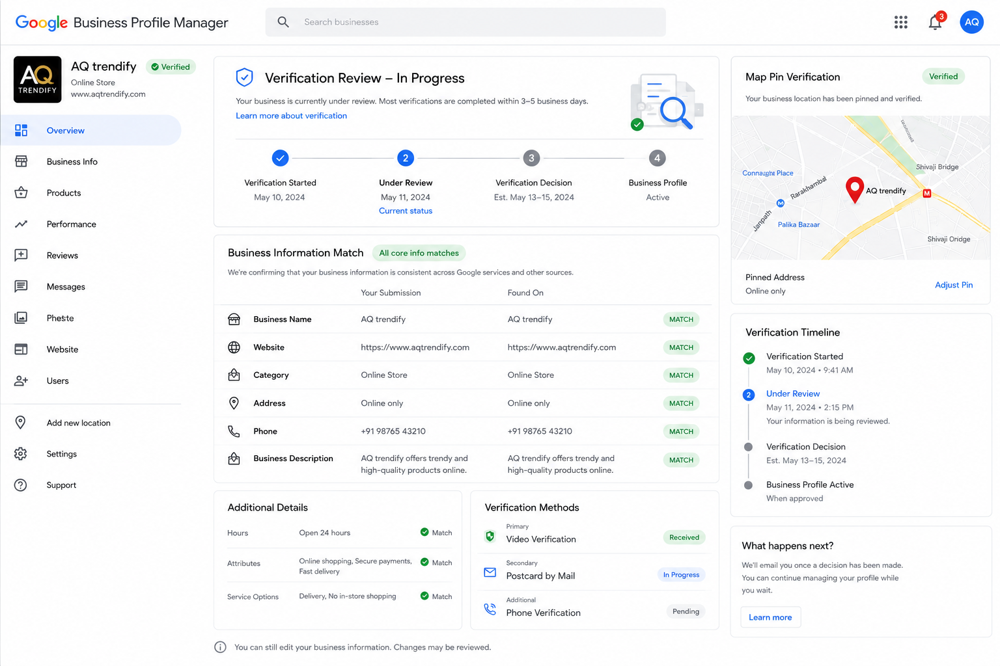 Google Business Profile Manager
Search businesses
3
AQ
AQ
TRENDIFY
AQ trendify
Verified
Online Store
www.aqtrendify.com
Overview
Business Info
Products
Performance
Reviews
Messages
Website
Users
Add new location
Settings
Support
Verification Review – In Progress
Your business is currently under review. Most verifications are completed within 3–5 business days.
Learn more about verification
2
3
4
Verification Started
Under Review
Verification Decision
Business Profile
May 10, 2024
May 11, 2024
Est. May 13–15, 2024
Active
Current status
Business Information Match
All core info matches
We're confirming that your business information is consistent across Google services and other sources.
Your Submission
Found On
Business Name
AQ trendify
AQ trendify
MATCH
Website
https://www.aqtrendify.com
https://www.aqtrendify.com
MATCH
Category
Online Store
Online Store
MATCH
Address
Online only
Online only
MATCH
Phone
+91 98765 43210
+91 98765 43210
MATCH
Business Description
AQ trendify offers trendy and
high-quality products online.
AQ trendify offers trendy and
high-quality products online.
MATCH
Additional Details
Hours
Open 24 hours
Match
Attributes
Online shopping, Secure payments,
Fast delivery
Match
Service Options
Delivery, No in-store shopping
Match
Verification Methods
Primary
Video Verification
Received
Secondary
Postcard by Mail
In Progress
Additional
Phone Verification
Pending
You can still edit your business information. Changes may be reviewed.
Map Pin Verification
Verified
Your business location has been pinned and verified.
Connaught Place
Shivaji Bridge
Rarakhambal
AQ trendify
M
M
Janpath
Palika Bazaar
Shivaji Oridge
Pinned Address
Online only
Adjust Pin
Verification Timeline
Verification Started
May 10, 2024 • 9:41 AM
2
Under Review
May 11, 2024 • 2:15 PM
Your information is being reviewed.
Verification Decision
Est. May 13–15, 2024
Business Profile Active
When approved
What happens next?
We'll email you once a decision has been made.
You can continue managing your profile while
you wait.
Learn more